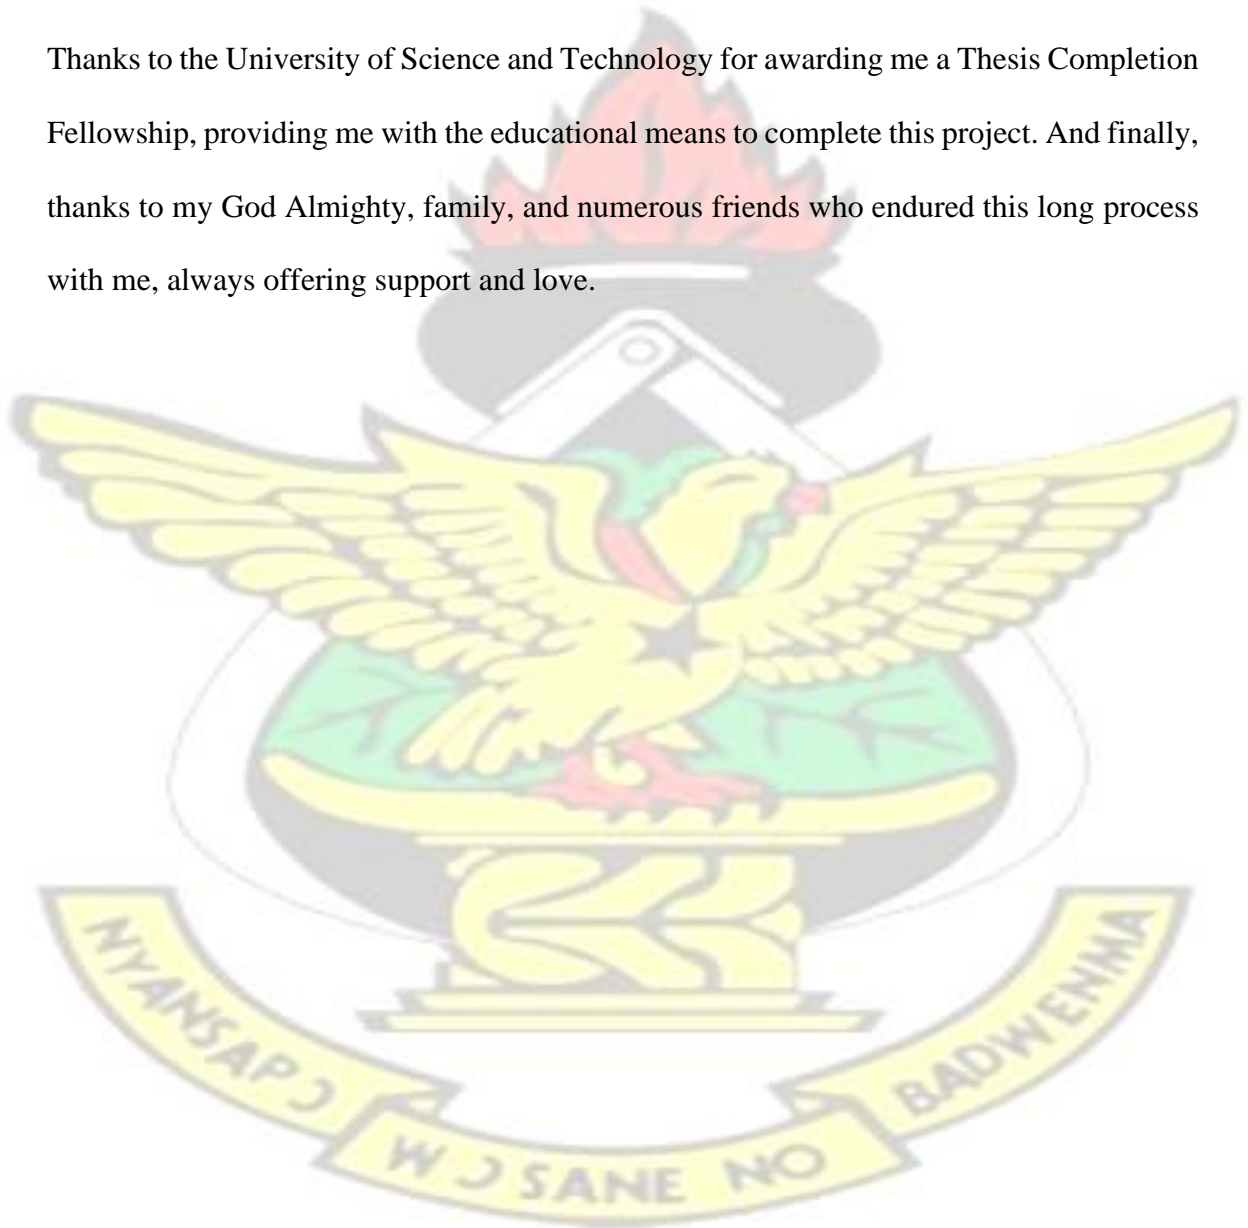 Thanks to the University of Science and Technology for awarding me a Thesis Completion
Fellowship, providing me with the educational means to complete this project. And finally,
thanks to my God Almighty, family, and numerous friends who endured this long process
with me, always offering support and love.
NYANSAPƆ
WƆSANE NO
BADWENMA